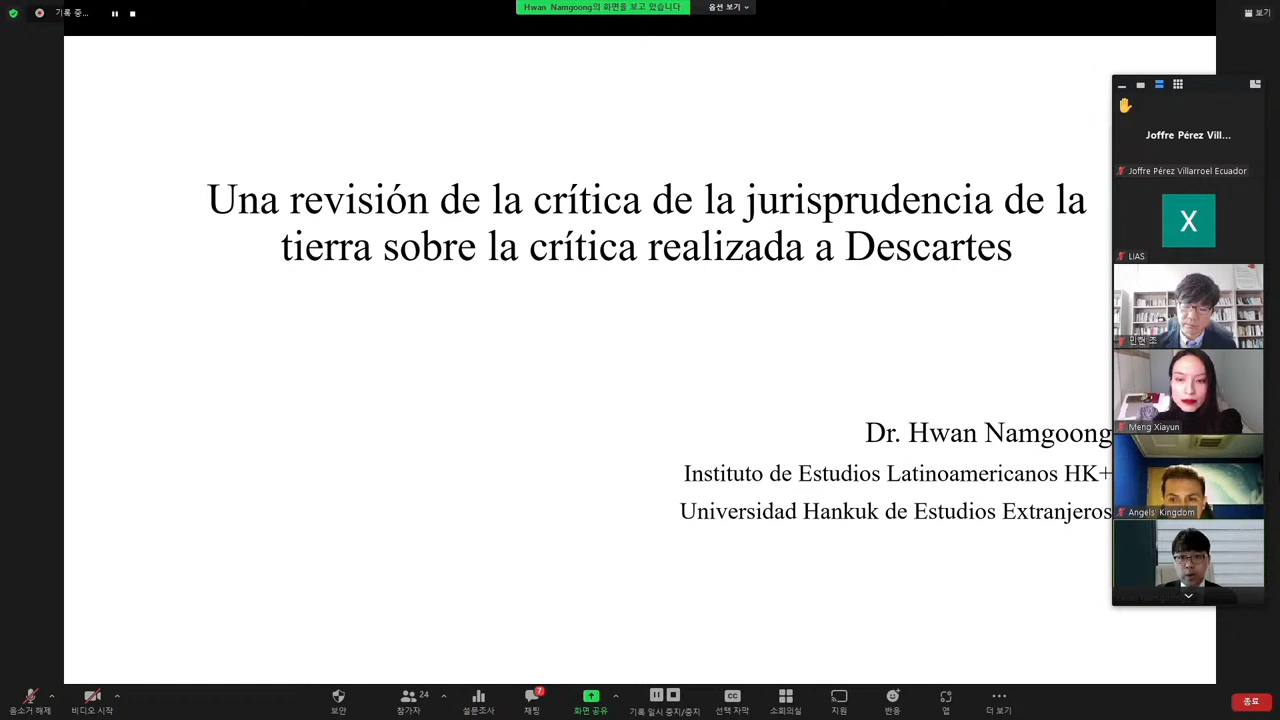 기록 중...
Hwan Namgoong의 화면을 보고 있습니다
옵션 보기
보기
Una revisión de la crítica de la jurisprudencia de la
tierra sobre la crítica realizada a Descartes
Dr. Hwan Namgoong
Instituto de Estudios Latinoamericanos HK+
Universidad Hankuk de Estudios Extranjeros
Joffre Pérez Vill...
Joffre Pérez Villarroel Ecuador
X
LIAS
민현 조
Meng Xiayun
Angels' Kingdom
음소거 해제
비디오 시작
보안
24
참가자
설문조사
7
채팅
화면 공유
기록 일시 중지/중지
CC
선택 자막
소회의실
지원
반응
앱
더 보기
종료